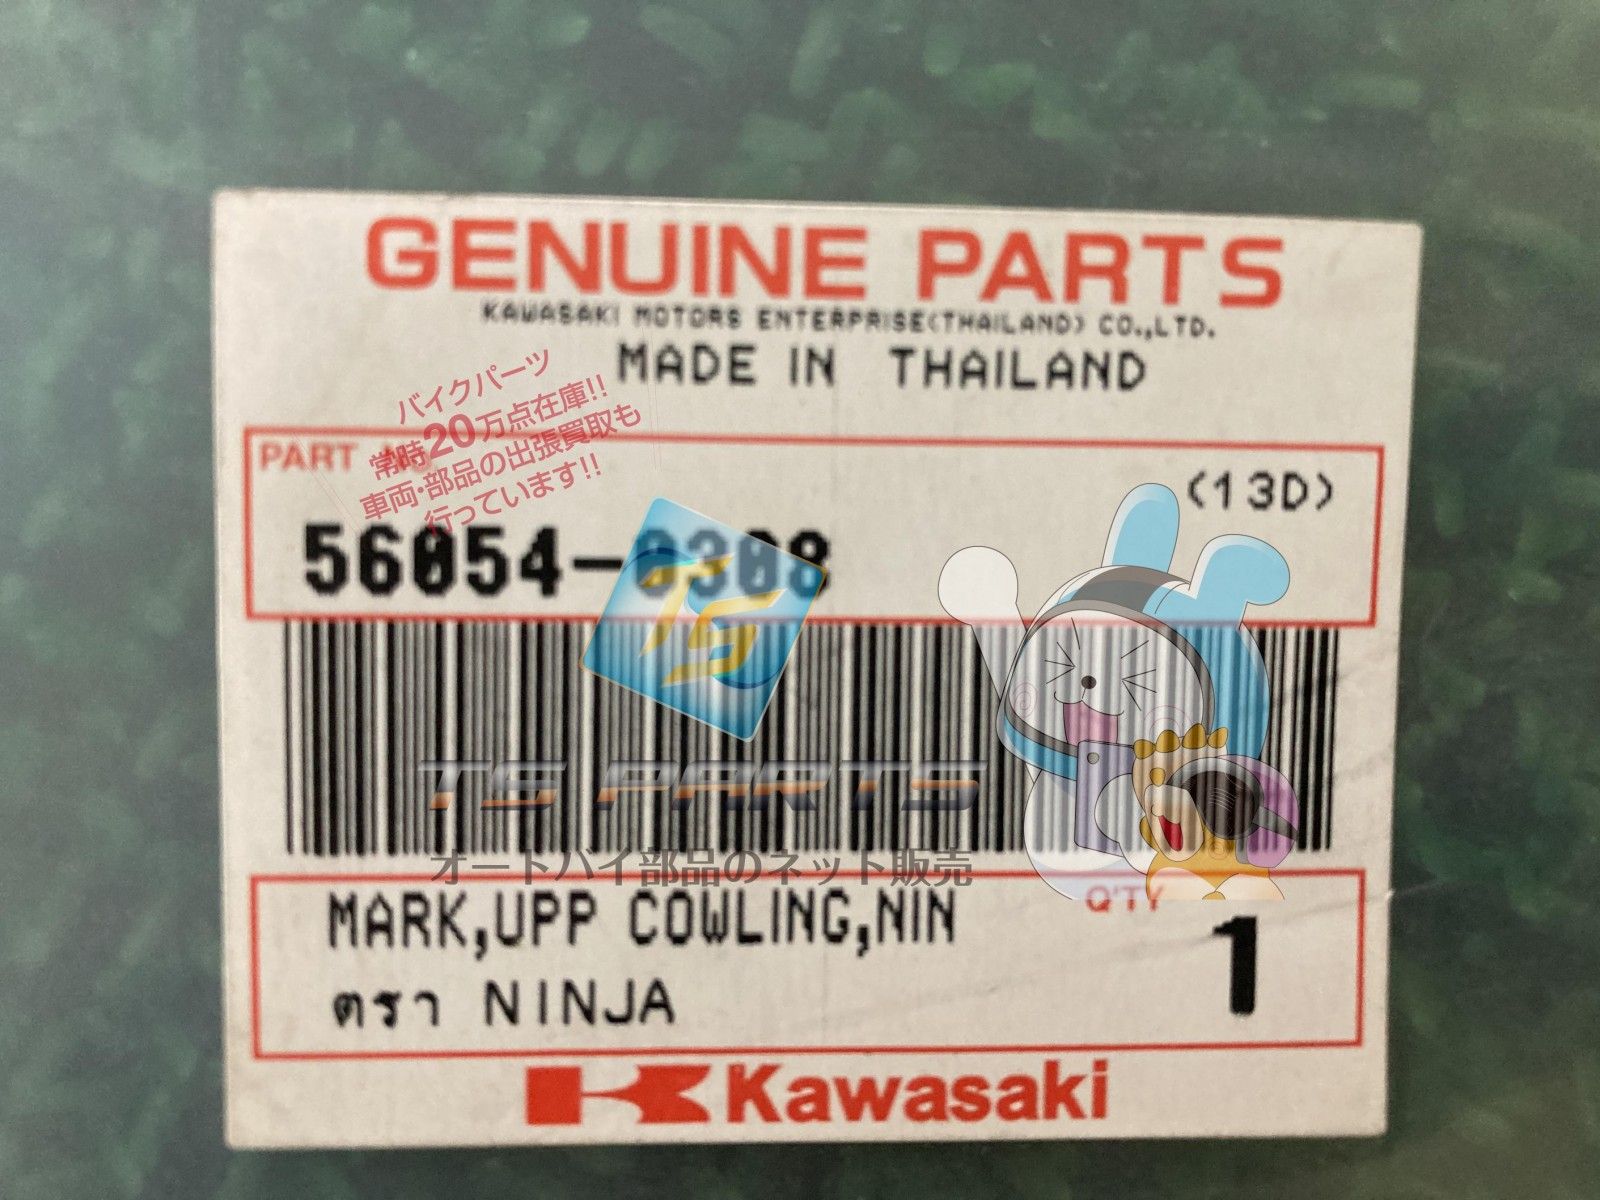 GENUINE PARTS
KAWASAKI MOTORS ENTERPRISE(THAILAND) CO.,LTD.
MADE IN THAILAND
バイクパーツ
常時20万点在庫!!
車両・部品の出張買取も
行っています!!
PART No.
(13D)
56054-0308
TS
TS PARTS
オートバイ部品のネット販売
MARK,UPP COWLING,NIN
Q'TY
1
ตรา NINJA
Kawasaki